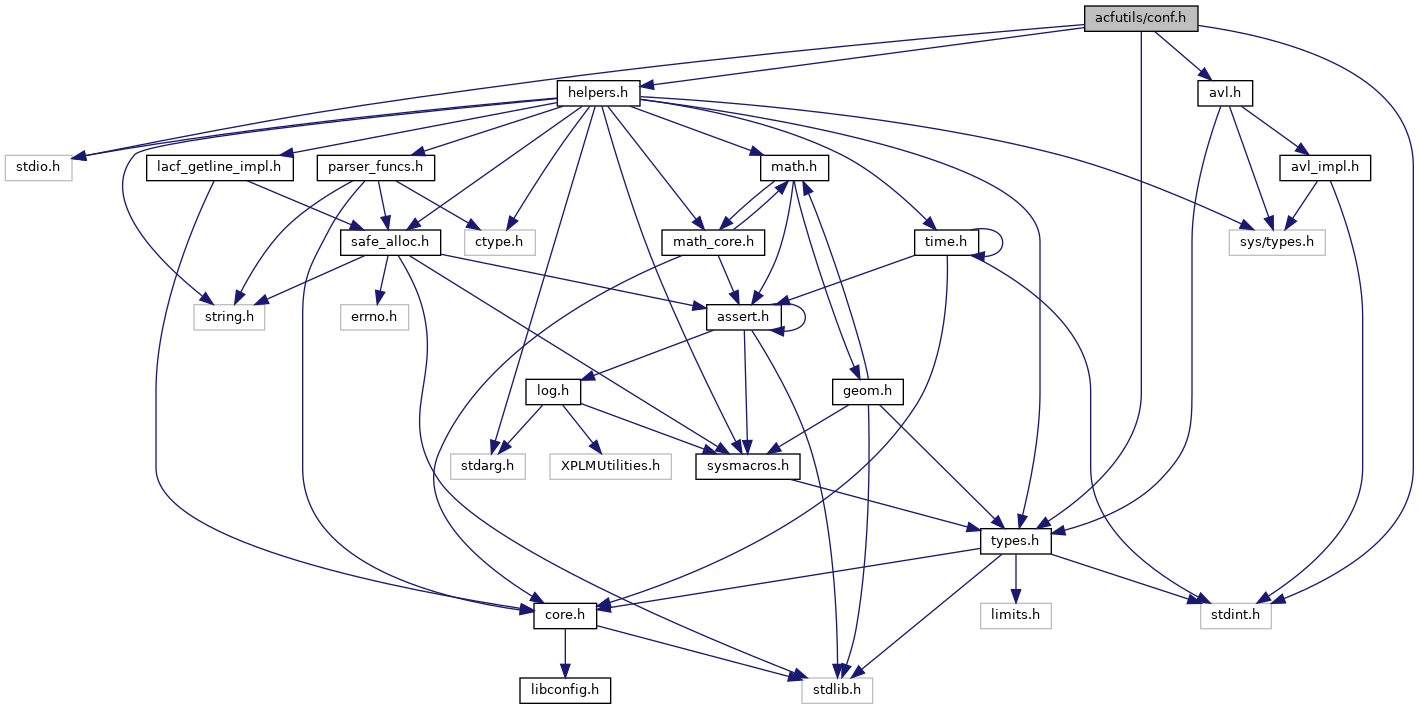 acfutils/conf.h
helpers.h
avl.h
stdio.h
lacf_getline_impl.h
parser_funcs.h
math.h
avl_impl.h
safe_alloc.h
ctype.h
math_core.h
time.h
sys/types.h
string.h
errno.h
assert.h
log.h
geom.h
stdarg.h
XPLMUtilities.h
sysmacros.h
types.h
core.h
limits.h
stdint.h
libconfig.h
stdlib.h